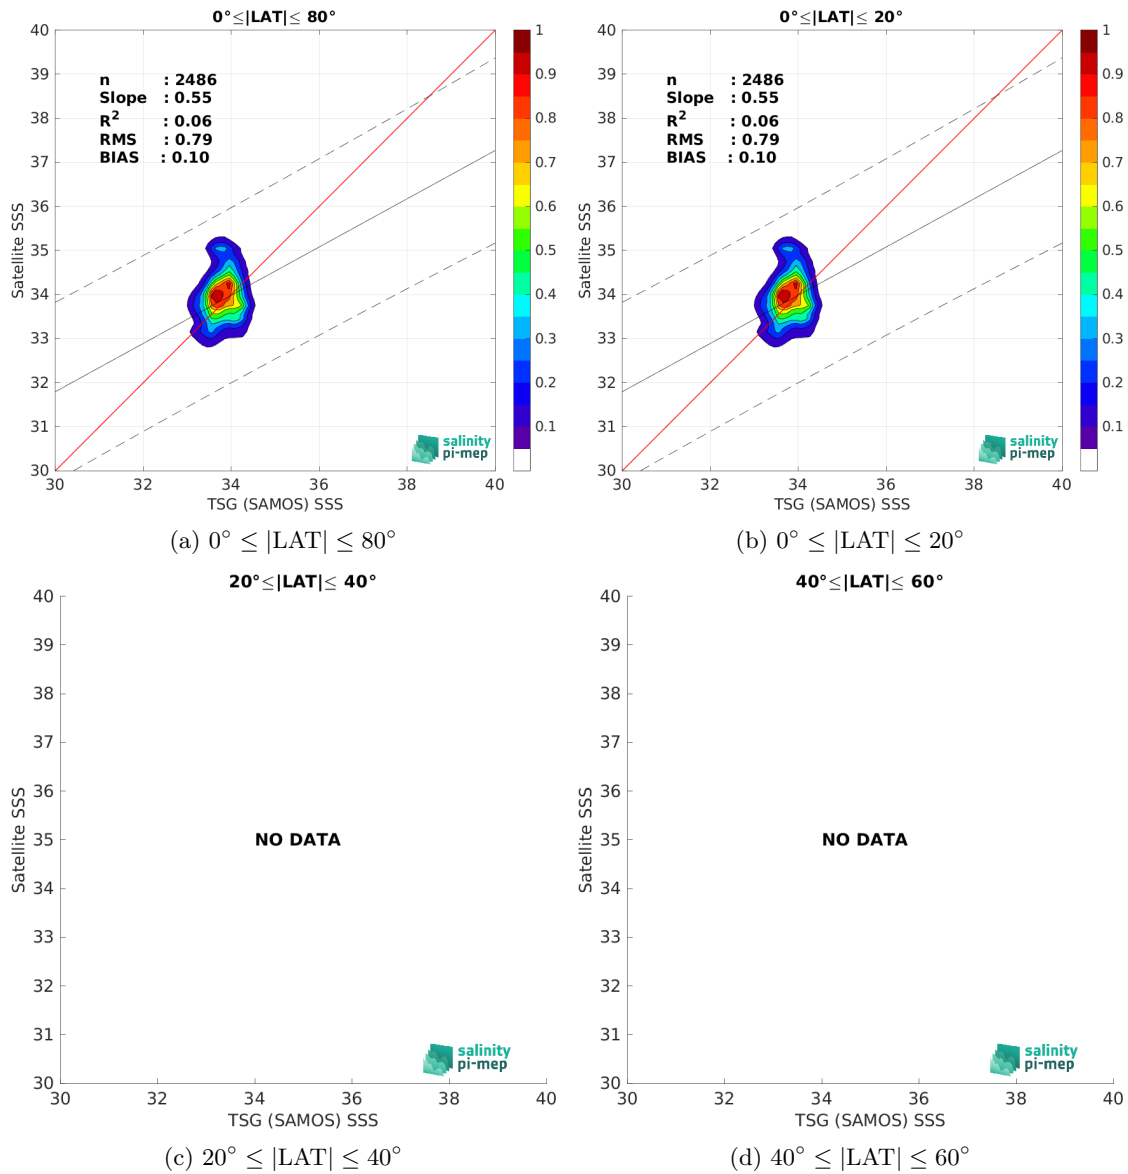 0°≤|LAT|≤ 80°
40
39
38
37
36
35
34
33
32
31
30
Satellite SSS
n : 2486
Slope : 0.55
R² : 0.06
RMS : 0.79
BIAS : 0.10
1
0.9
0.8
0.7
0.6
0.5
0.4
0.3
0.2
0.1
salinity
pi-mep
30 32 34 36 38 40
TSG (SAMOS) SSS
(a) 0° ≤ |LAT| ≤ 80°
0°≤|LAT|≤ 20°
40
39
38
37
36
35
34
33
32
31
30
Satellite SSS
n : 2486
Slope : 0.55
R² : 0.06
RMS : 0.79
BIAS : 0.10
1
0.9
0.8
0.7
0.6
0.5
0.4
0.3
0.2
0.1
salinity
pi-mep
30 32 34 36 38 40
TSG (SAMOS) SSS
(b) 0° ≤ |LAT| ≤ 20°
20°≤|LAT|≤ 40°
40
39
38
37
36
35
34
33
32
31
30
Satellite SSS
NO DATA
salinity
pi-mep
30 32 34 36 38 40
TSG (SAMOS) SSS
(c) 20° ≤ |LAT| ≤ 40°
40°≤|LAT|≤ 60°
40
39
38
37
36
35
34
33
32
31
30
Satellite SSS
NO DATA
salinity
pi-mep
30 32 34 36 38 40
TSG (SAMOS) SSS
(d) 40° ≤ |LAT| ≤ 60°